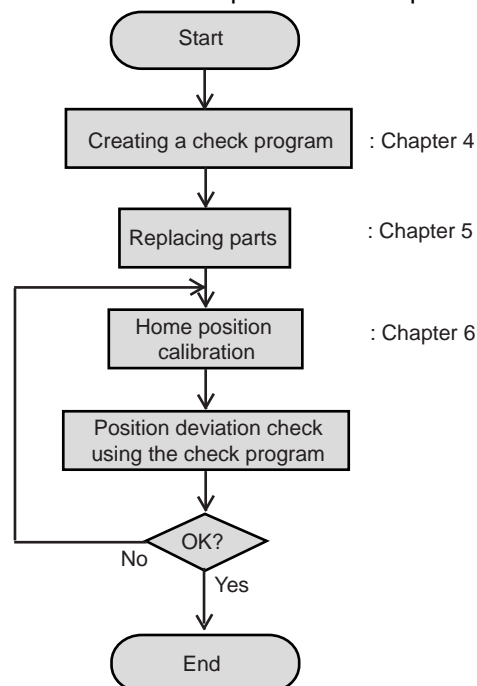 Start
Creating a check program : Chapter 4
Replacing parts : Chapter 5
Home position : Chapter 6
calibration
Position deviation check
using the check program
OK?
No
Yes
End